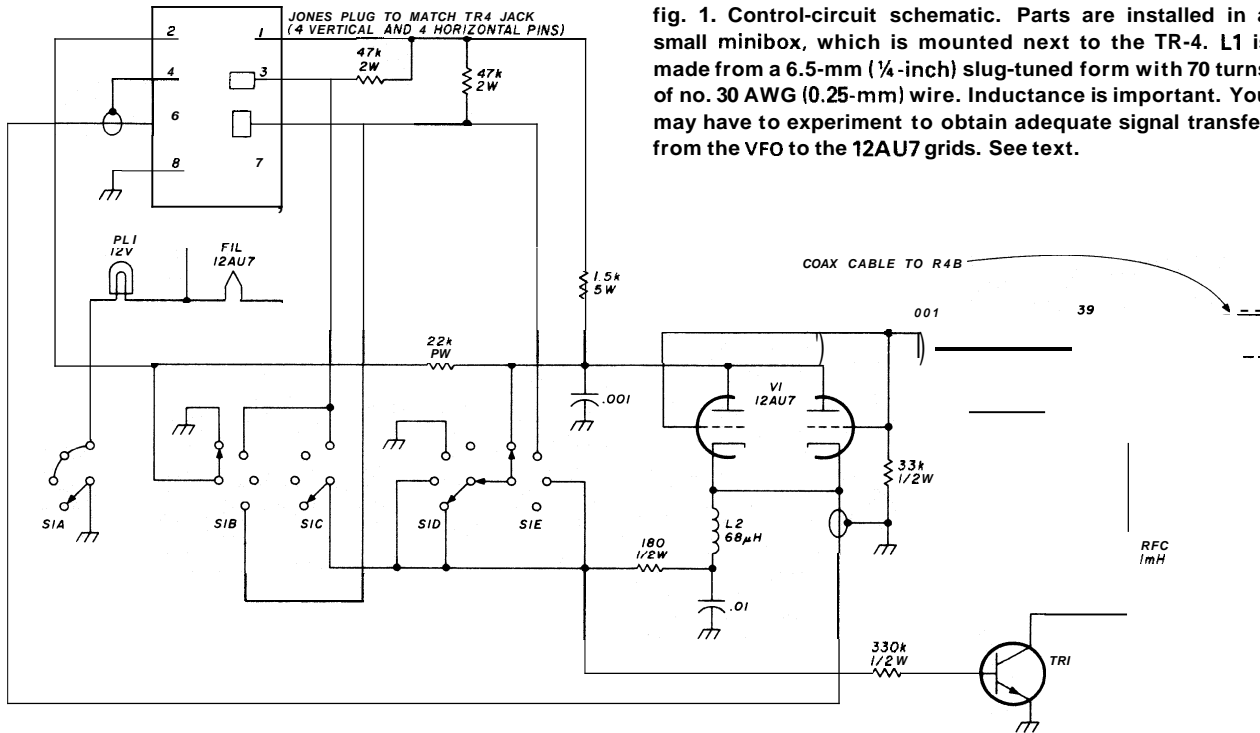 JONES PLUG TO MATCH TR4 JACK
(4 VERTICAL AND 4 HORIZONTAL PINS)
fig. 1. Control-circuit schematic. Parts are installed in a
small minibox, which is mounted next to the TR-4. L1 is
made from a 6.5-mm (¼-inch) slug-tuned form with 70 turns
of no. 30 AWG (0.25-mm) wire. Inductance is important. You
may have to experiment to obtain adequate signal transfe
from the VFO to the 12AU7 grids. See text.
2
1
4
3
6
8
7
47k
2W
47k
2W
PL1
12V
FIL
12AU7
1.5k
5W
COAX CABLE TO R4B
001
39
22k
PW
.001
V1
12AU7
33k
1/2W
S1A
S1B
S1C
S1D
S1E
180
1/2W
L2
68µH
.01
RFC
1mH
330k
1/2W
TR1